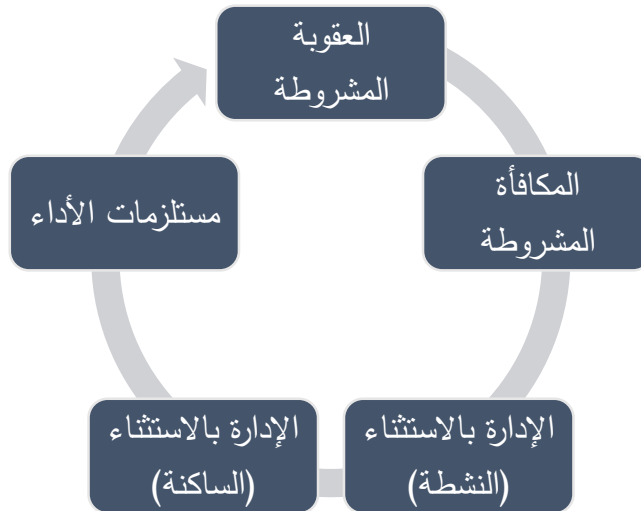 العقوبة
المشروطة
المكافأة
المشروطة
الإدارة بالاستثناء
(النشطة)
الإدارة بالاستثناء
(الساكنة)
مستلزمات الأداء